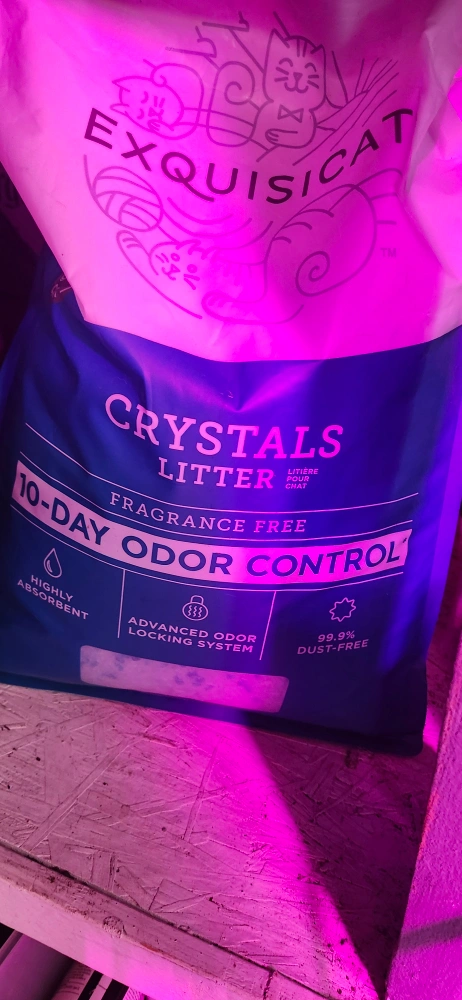 EXQUISICAT
TM
CRYSTALS
LITTER
LITIÈRE
POUR
CHAT
FRAGRANCE FREE
10-DAY ODOR CONTROL
HIGHLY
ABSORBENT
ADVANCED ODOR
LOCKING SYSTEM
99.9%
DUST-FREE